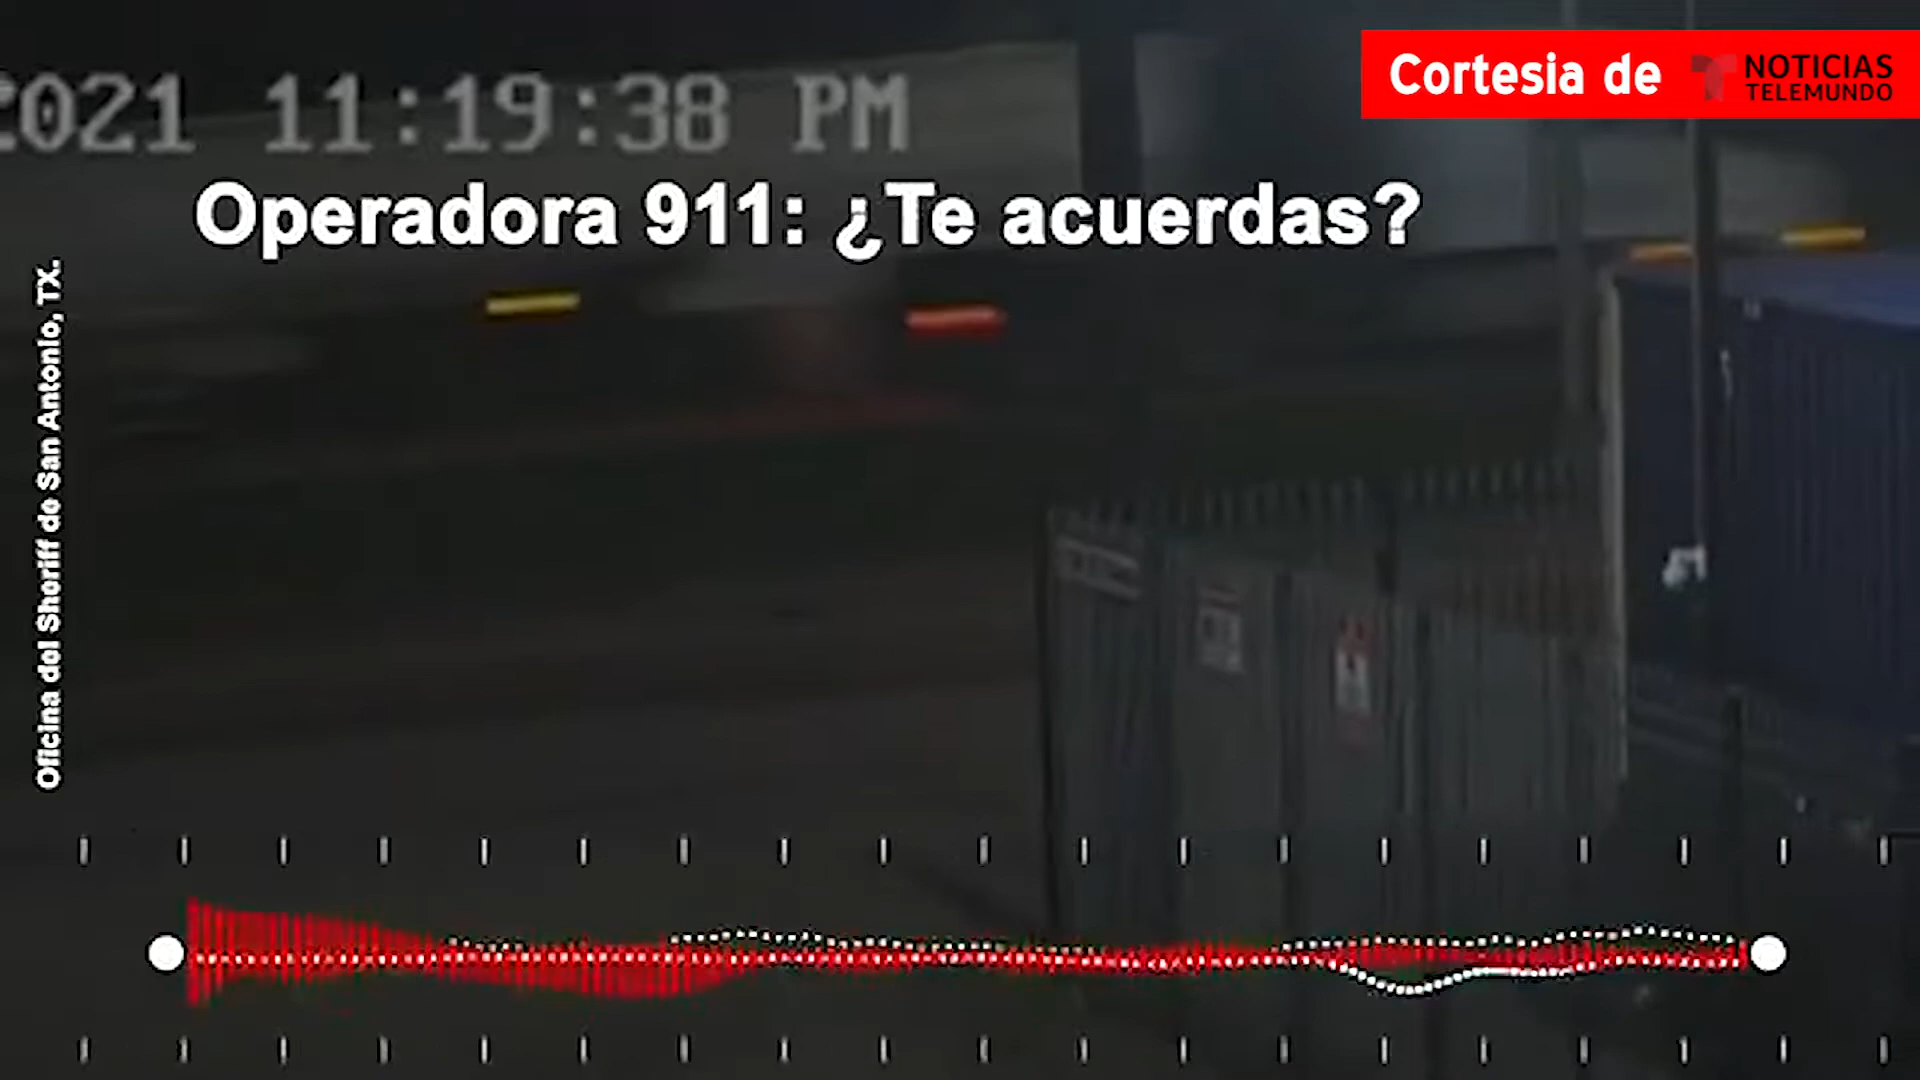 2021 11:19:38 PM
Cortesia de
NOTICIAS
TELEMUNDO
Operadora 911: ¿Te acuerdas?
Oficina del Sheriff de San Antonio, TX.